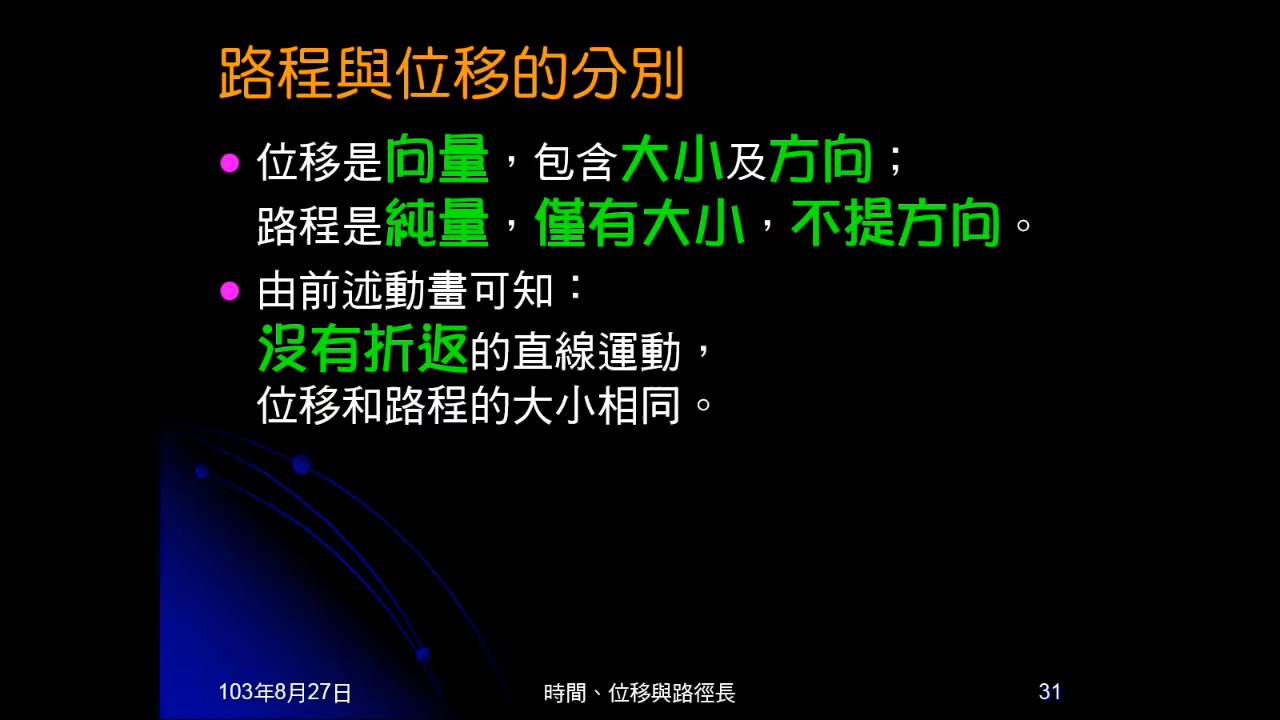 路程與位移的分別
位移是向量，包含大小及方向；
路程是純量，僅有大小，不提方向。
由前述動畫可知：
沒有折返的直線運動，
位移和路程的大小相同。
103年8月27日
時間、位移與路徑長
31